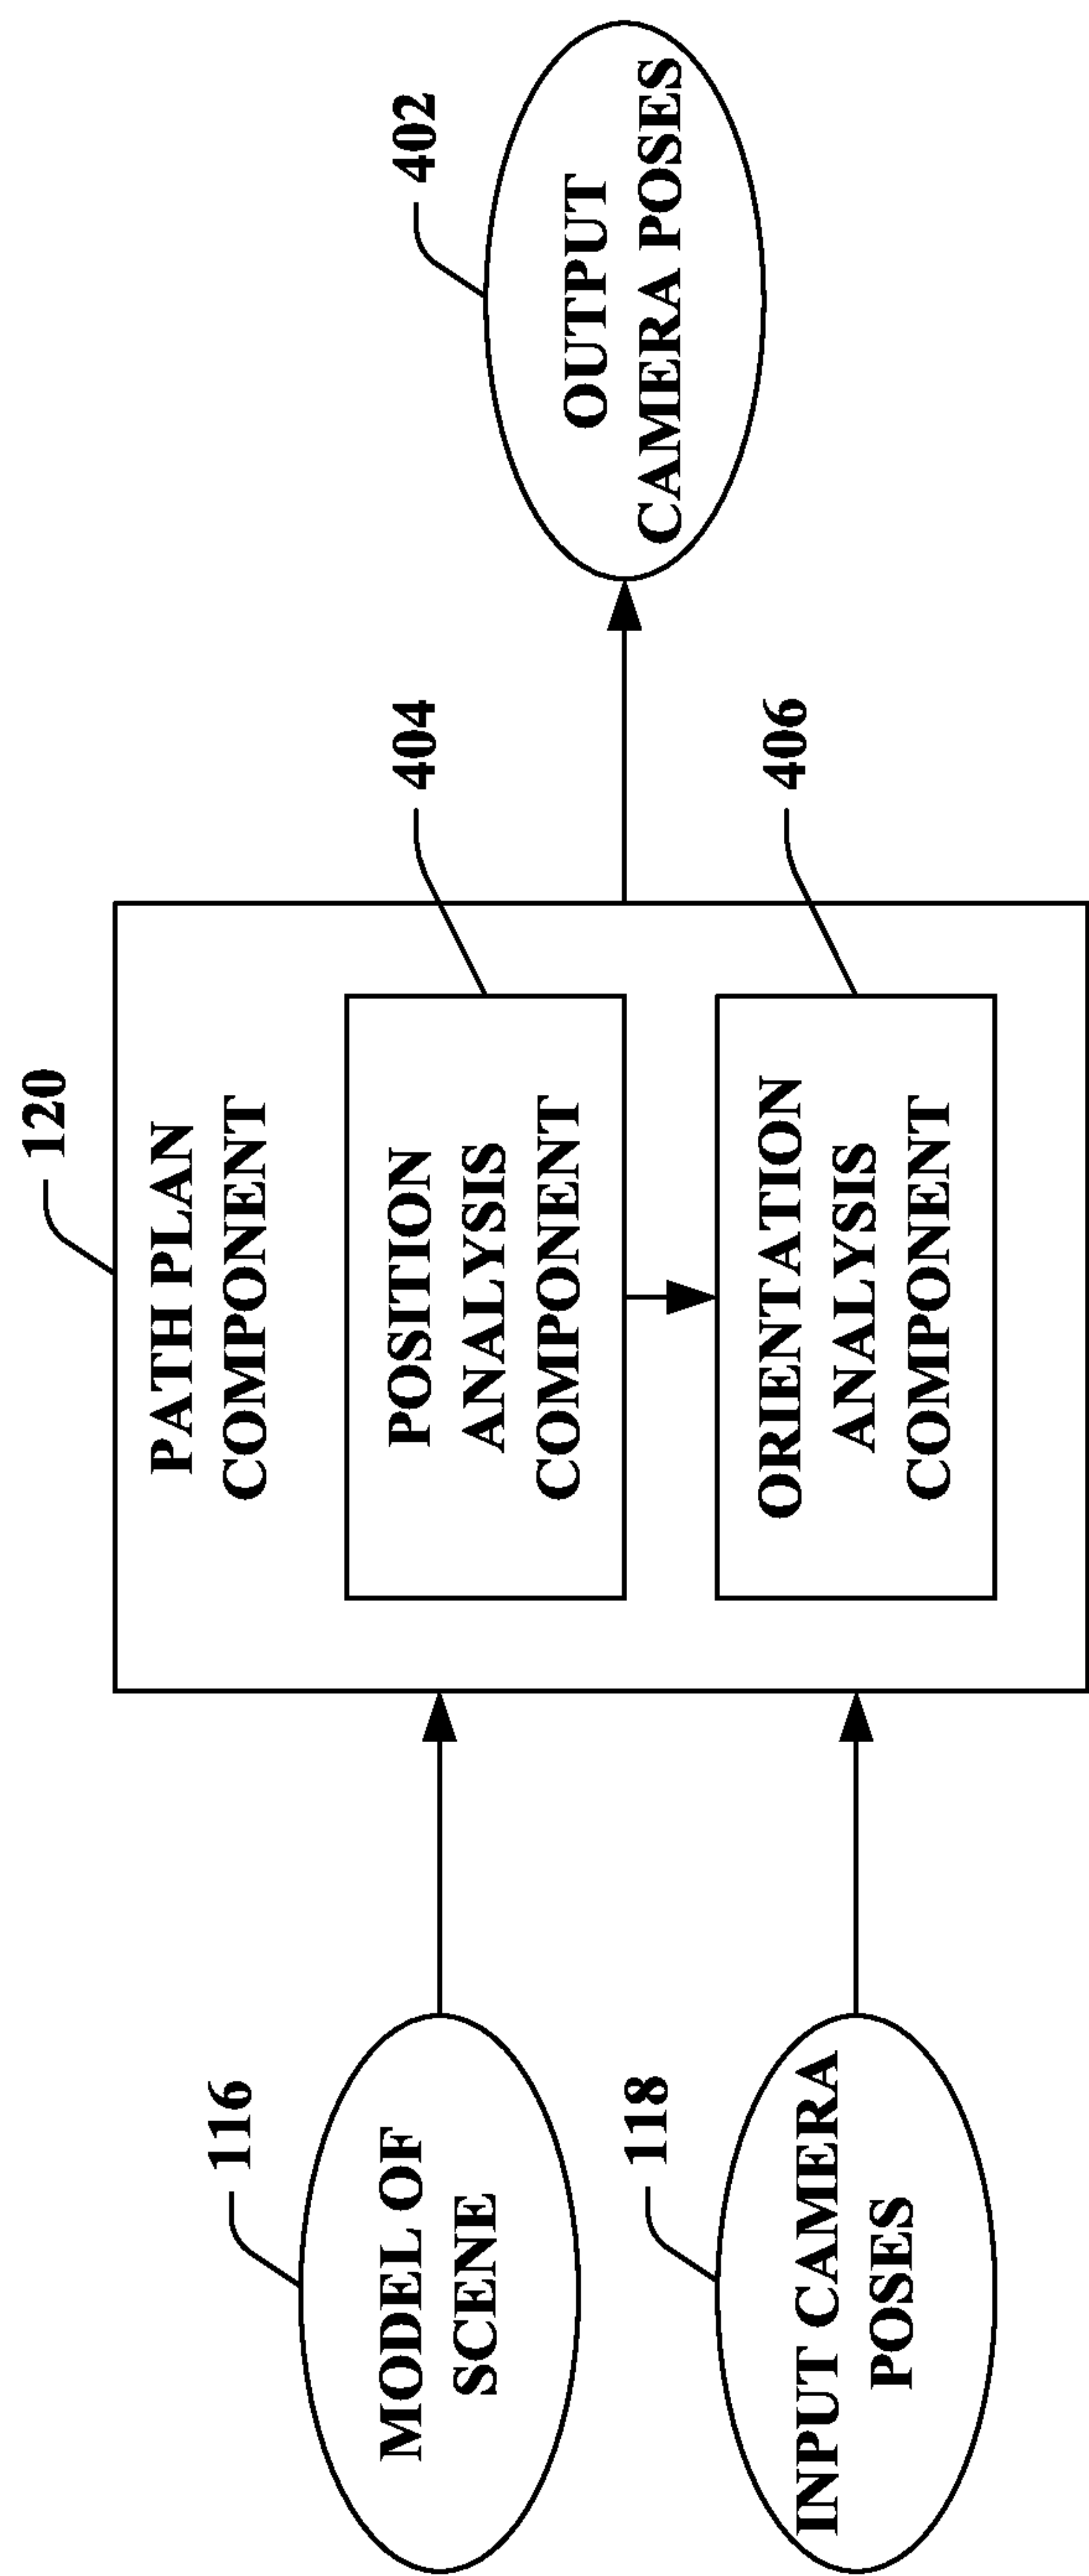 120
PATH PLAN
COMPONENT
116
MODEL OF
SCENE
404
POSITION
ANALYSIS
COMPONENT
402
OUTPUT
CAMERA POSES
118
INPUT CAMERA
POSES
406
ORIENTATION
ANALYSIS
COMPONENT